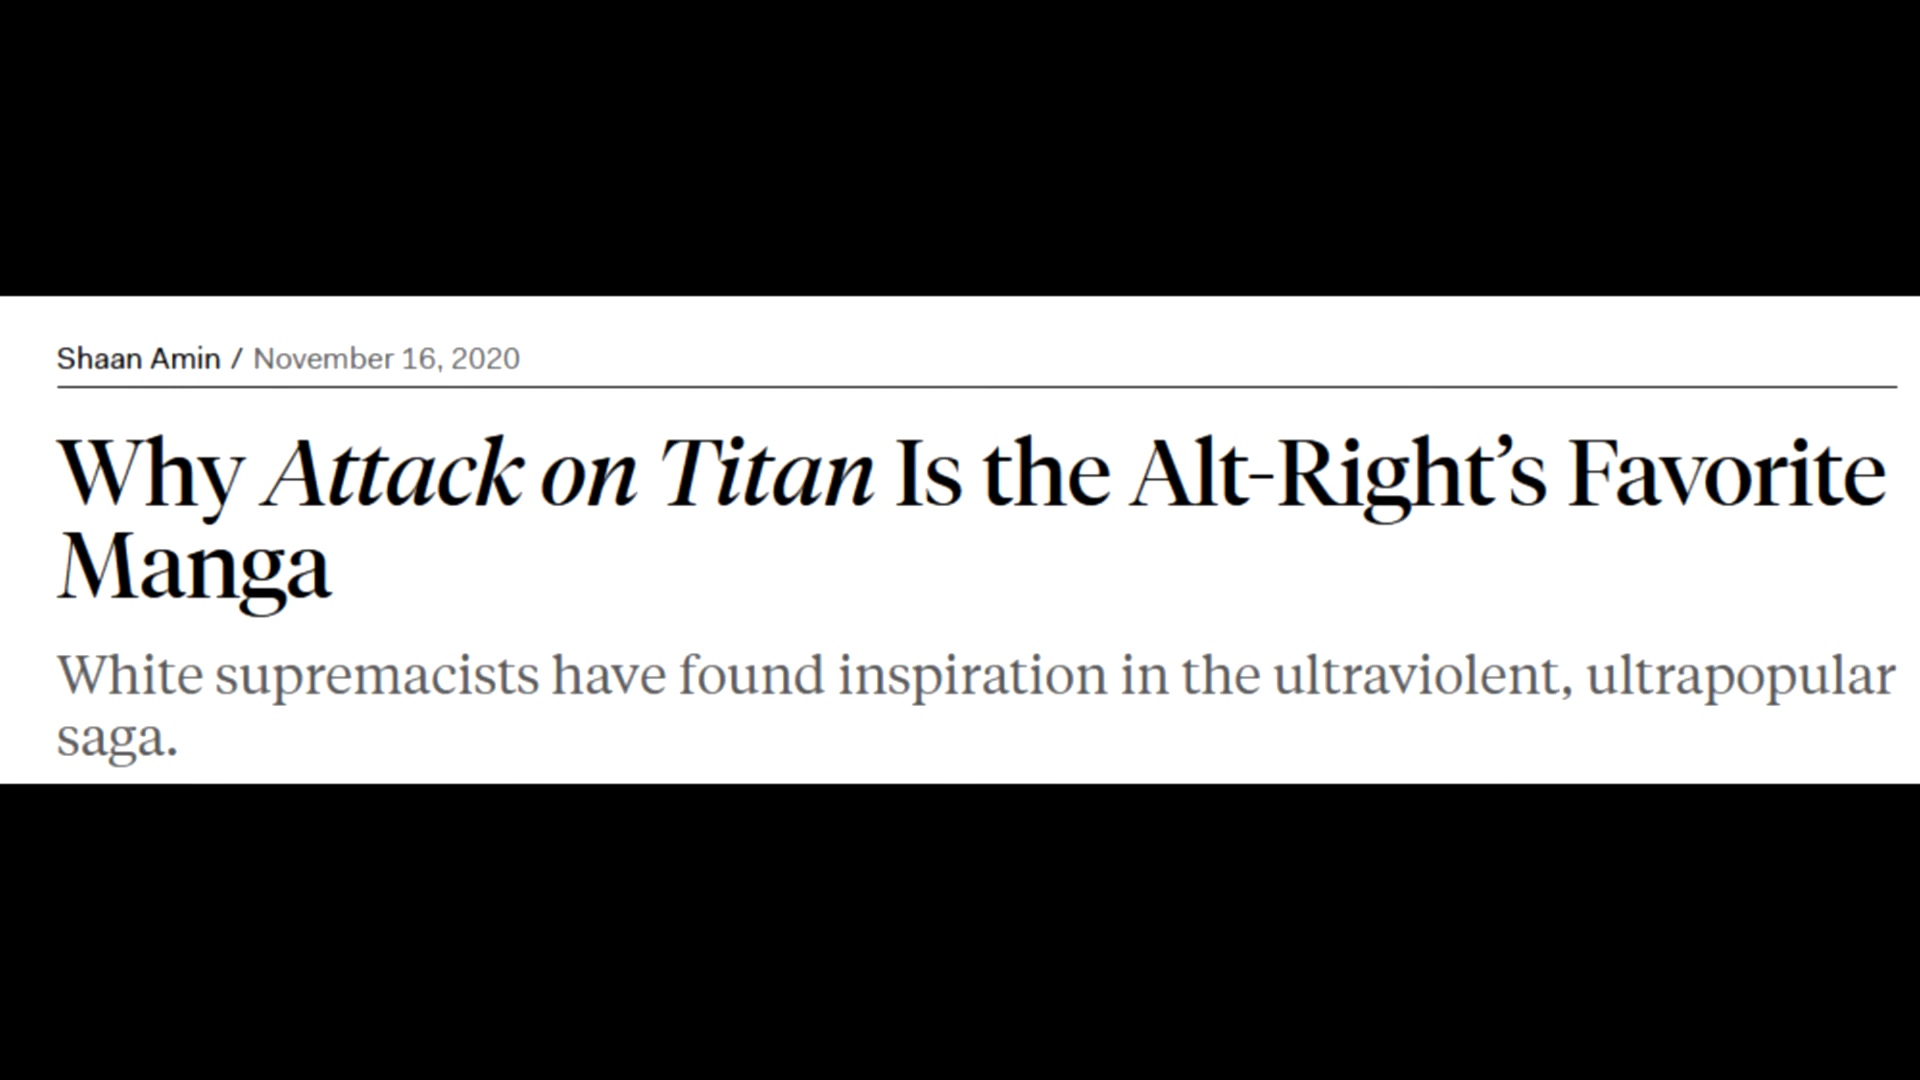 Shaan Amin / November 16, 2020
Why Attack on Titan Is the Alt-Right’s Favorite
Manga
White supremacists have found inspiration in the ultraviolent, ultrapopular
saga.